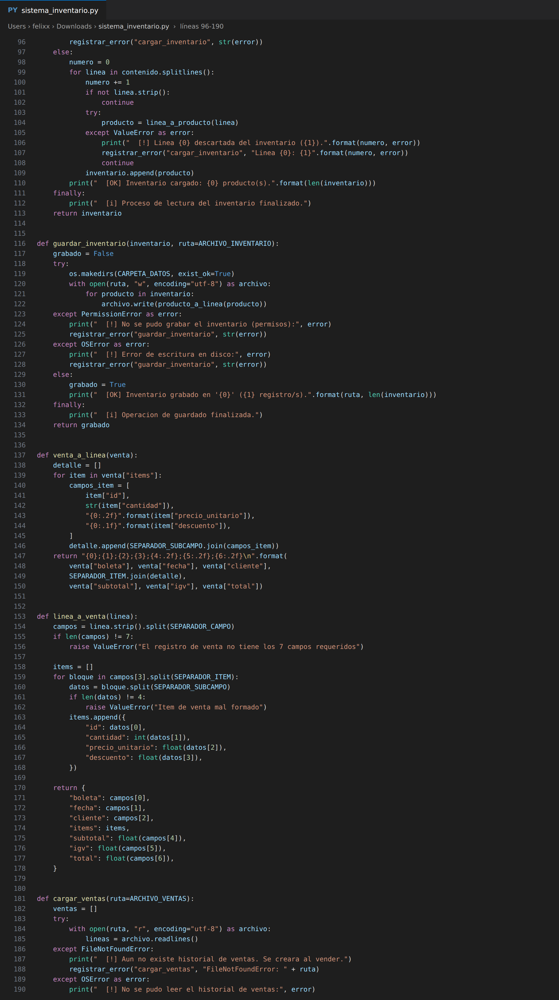 PY sistema_inventario.py
Users › felixx › Downloads › sistema_inventario.py › líneas 96-190
96         registrar_error("cargar_inventario", str(error))
97     else:
98         numero = 0
99         for linea in contenido.splitlines():
100             numero += 1
101             if not linea.strip():
102                 continue
103             try:
104                 producto = linea_a_producto(linea)
105             except ValueError as error:
106                 print("  [!] Linea {0} descartada del inventario ({1}).".format(numero, error))
107                 registrar_error("cargar_inventario", "Linea {0}: {1}".format(numero, error))
108                 continue
109             inventario.append(producto)
110         print("  [OK] Inventario cargado: {0} producto(s).".format(len(inventario)))
111     finally:
112         print("  [i] Proceso de lectura del inventario finalizado.")
113     return inventario
114
115
116 def guardar_inventario(inventario, ruta=ARCHIVO_INVENTARIO):
117     grabado = False
118     try:
119         os.makedirs(CARPETA_DATOS, exist_ok=True)
120         with open(ruta, "w", encoding="utf-8") as archivo:
121             for producto in inventario:
122                 archivo.write(producto_a_linea(producto))
123     except PermissionError as error:
124         print("  [!] No se pudo grabar el inventario (permisos):", error)
125         registrar_error("guardar_inventario", str(error))
126     except OSError as error:
127         print("  [!] Error de escritura en disco:", error)
128         registrar_error("guardar_inventario", str(error))
129     else:
130         grabado = True
131         print("  [OK] Inventario grabado en '{0}' ({1} registro/s).".format(ruta, len(inventario)))
132     finally:
133         print("  [i] Operacion de guardado finalizada.")
134     return grabado
135
136
137 def venta_a_linea(venta):
138     detalle = []
139     for item in venta["items"]:
140         campos_item = [
141             item["id"],
142             str(item["cantidad"]),
143             "{0:.2f}".format(item["precio_unitario"]),
144             "{0:.1f}".format(item["descuento"]),
145         ]
146         detalle.append(SEPARADOR_SUBCAMPO.join(campos_item))
147     return "{0};{1};{2};{3};{4:.2f};{5:.2f};{6:.2f}\n".format(
148         venta["boleta"], venta["fecha"], venta["cliente"],
149         SEPARADOR_ITEM.join(detalle),
150         venta["subtotal"], venta["igv"], venta["total"])
151
152
153 def linea_a_venta(linea):
154     campos = linea.strip().split(SEPARADOR_CAMPO)
155     if len(campos) != 7:
156         raise ValueError("El registro de venta no tiene los 7 campos requeridos")
157
158     items = []
159     for bloque in campos[3].split(SEPARADOR_ITEM):
160         datos = bloque.split(SEPARADOR_SUBCAMPO)
161         if len(datos) != 4:
162             raise ValueError("Item de venta mal formado")
163         items.append({
164             "id": datos[0],
165             "cantidad": int(datos[1]),
166             "precio_unitario": float(datos[2]),
167             "descuento": float(datos[3]),
168         })
169
170     return {
171         "boleta": campos[0],
172         "fecha": campos[1],
173         "cliente": campos[2],
174         "items": items,
175         "subtotal": float(campos[4]),
176         "igv": float(campos[5]),
177         "total": float(campos[6]),
178     }
179
180
181 def cargar_ventas(ruta=ARCHIVO_VENTAS):
182     ventas = []
183     try:
184         with open(ruta, "r", encoding="utf-8") as archivo:
185             lineas = archivo.readlines()
186     except FileNotFoundError:
187         print("  [!] Aun no existe historial de ventas. Se creara al vender.")
188         registrar_error("cargar_ventas", "FileNotFoundError: " + ruta)
189     except OSError as error:
190         print("  [!] No se pudo leer el historial de ventas:", error)